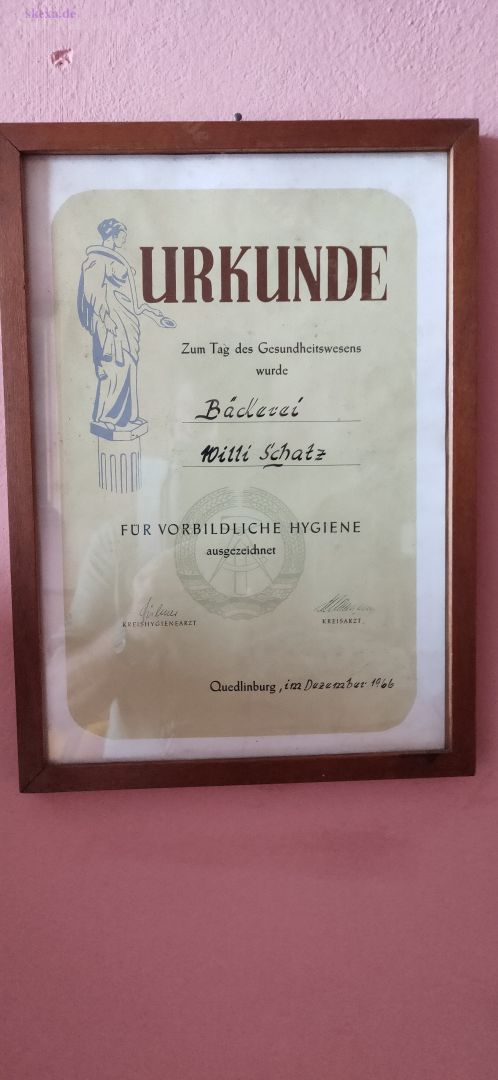 skexa.de
URKUNDE
Zum Tag des Gesundheitswesens
wurde
Bäckerei
Willi Schatz
FÜR VORBILDLICHE HYGIENE
ausgezeichnet
KREISHYGIENEARZT
KREISARZT
Quedlinburg, im Dezember 1966